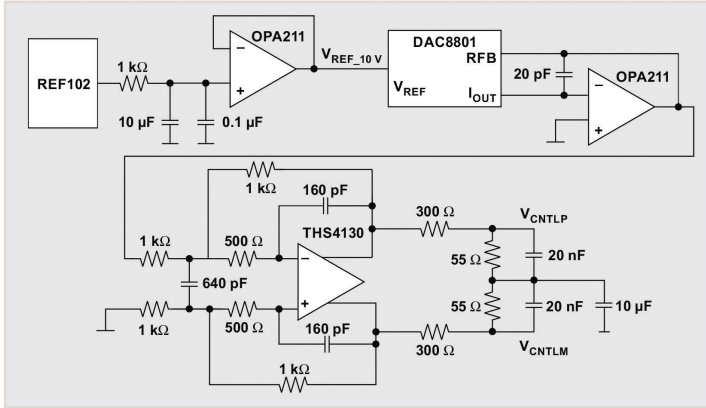 OPA211
DAC8801
REF102
1 kΩ
V_REF_10 V
RFB
20 pF
OPA211
V_REF
I_OUT
10 µF
0.1 µF
1 kΩ
160 pF
1 kΩ
500 Ω
THS4130
300 Ω
V_CNTLP
640 pF
55 Ω
20 nF
1 kΩ
500 Ω
160 pF
55 Ω
20 nF
10 µF
300 Ω
V_CNTLM
1 kΩ